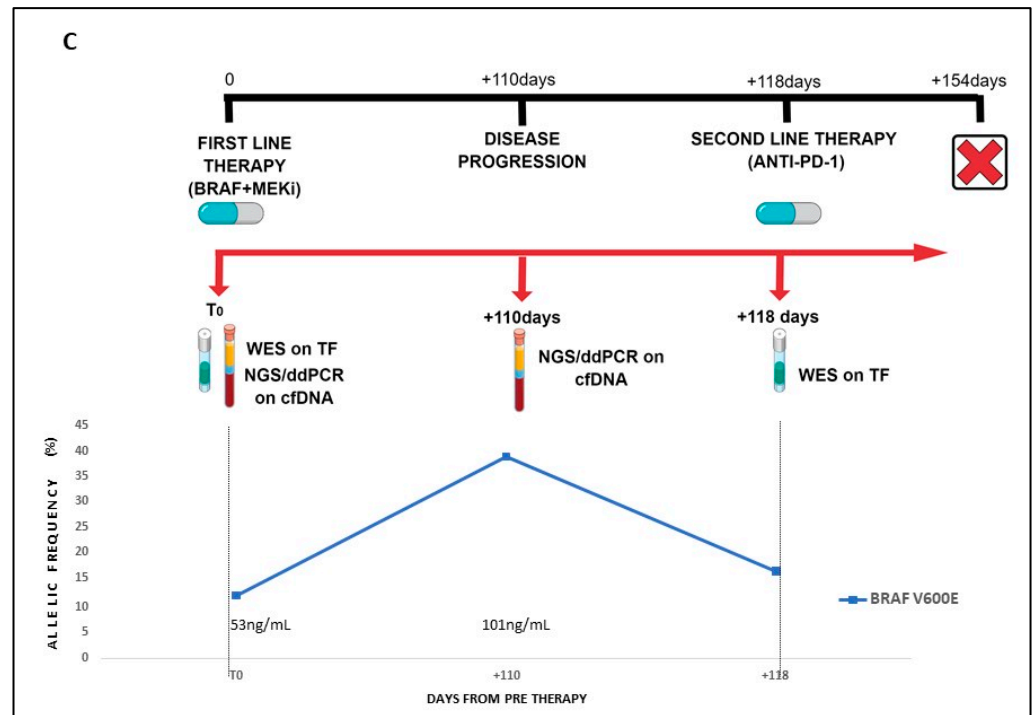 C
0
+110days
+118days
+154days
FIRST LINE
THERAPY
(BRAF+MEKi)
DISEASE
PROGRESSION
SECOND LINE THERAPY
(ANTI-PD-1)
T0
+110days
+118 days
WES on TF
NGS/ddPCR
on cfDNA
NGS/ddPCR on
cfDNA
WES on TF
ALLELIC FREQUENCY (%)
45
40
35
30
25
20
15
10
5
0
53ng/mL
101ng/mL
BRAF V600E
T0
+110
+118
DAYS FROM PRE THERAPY